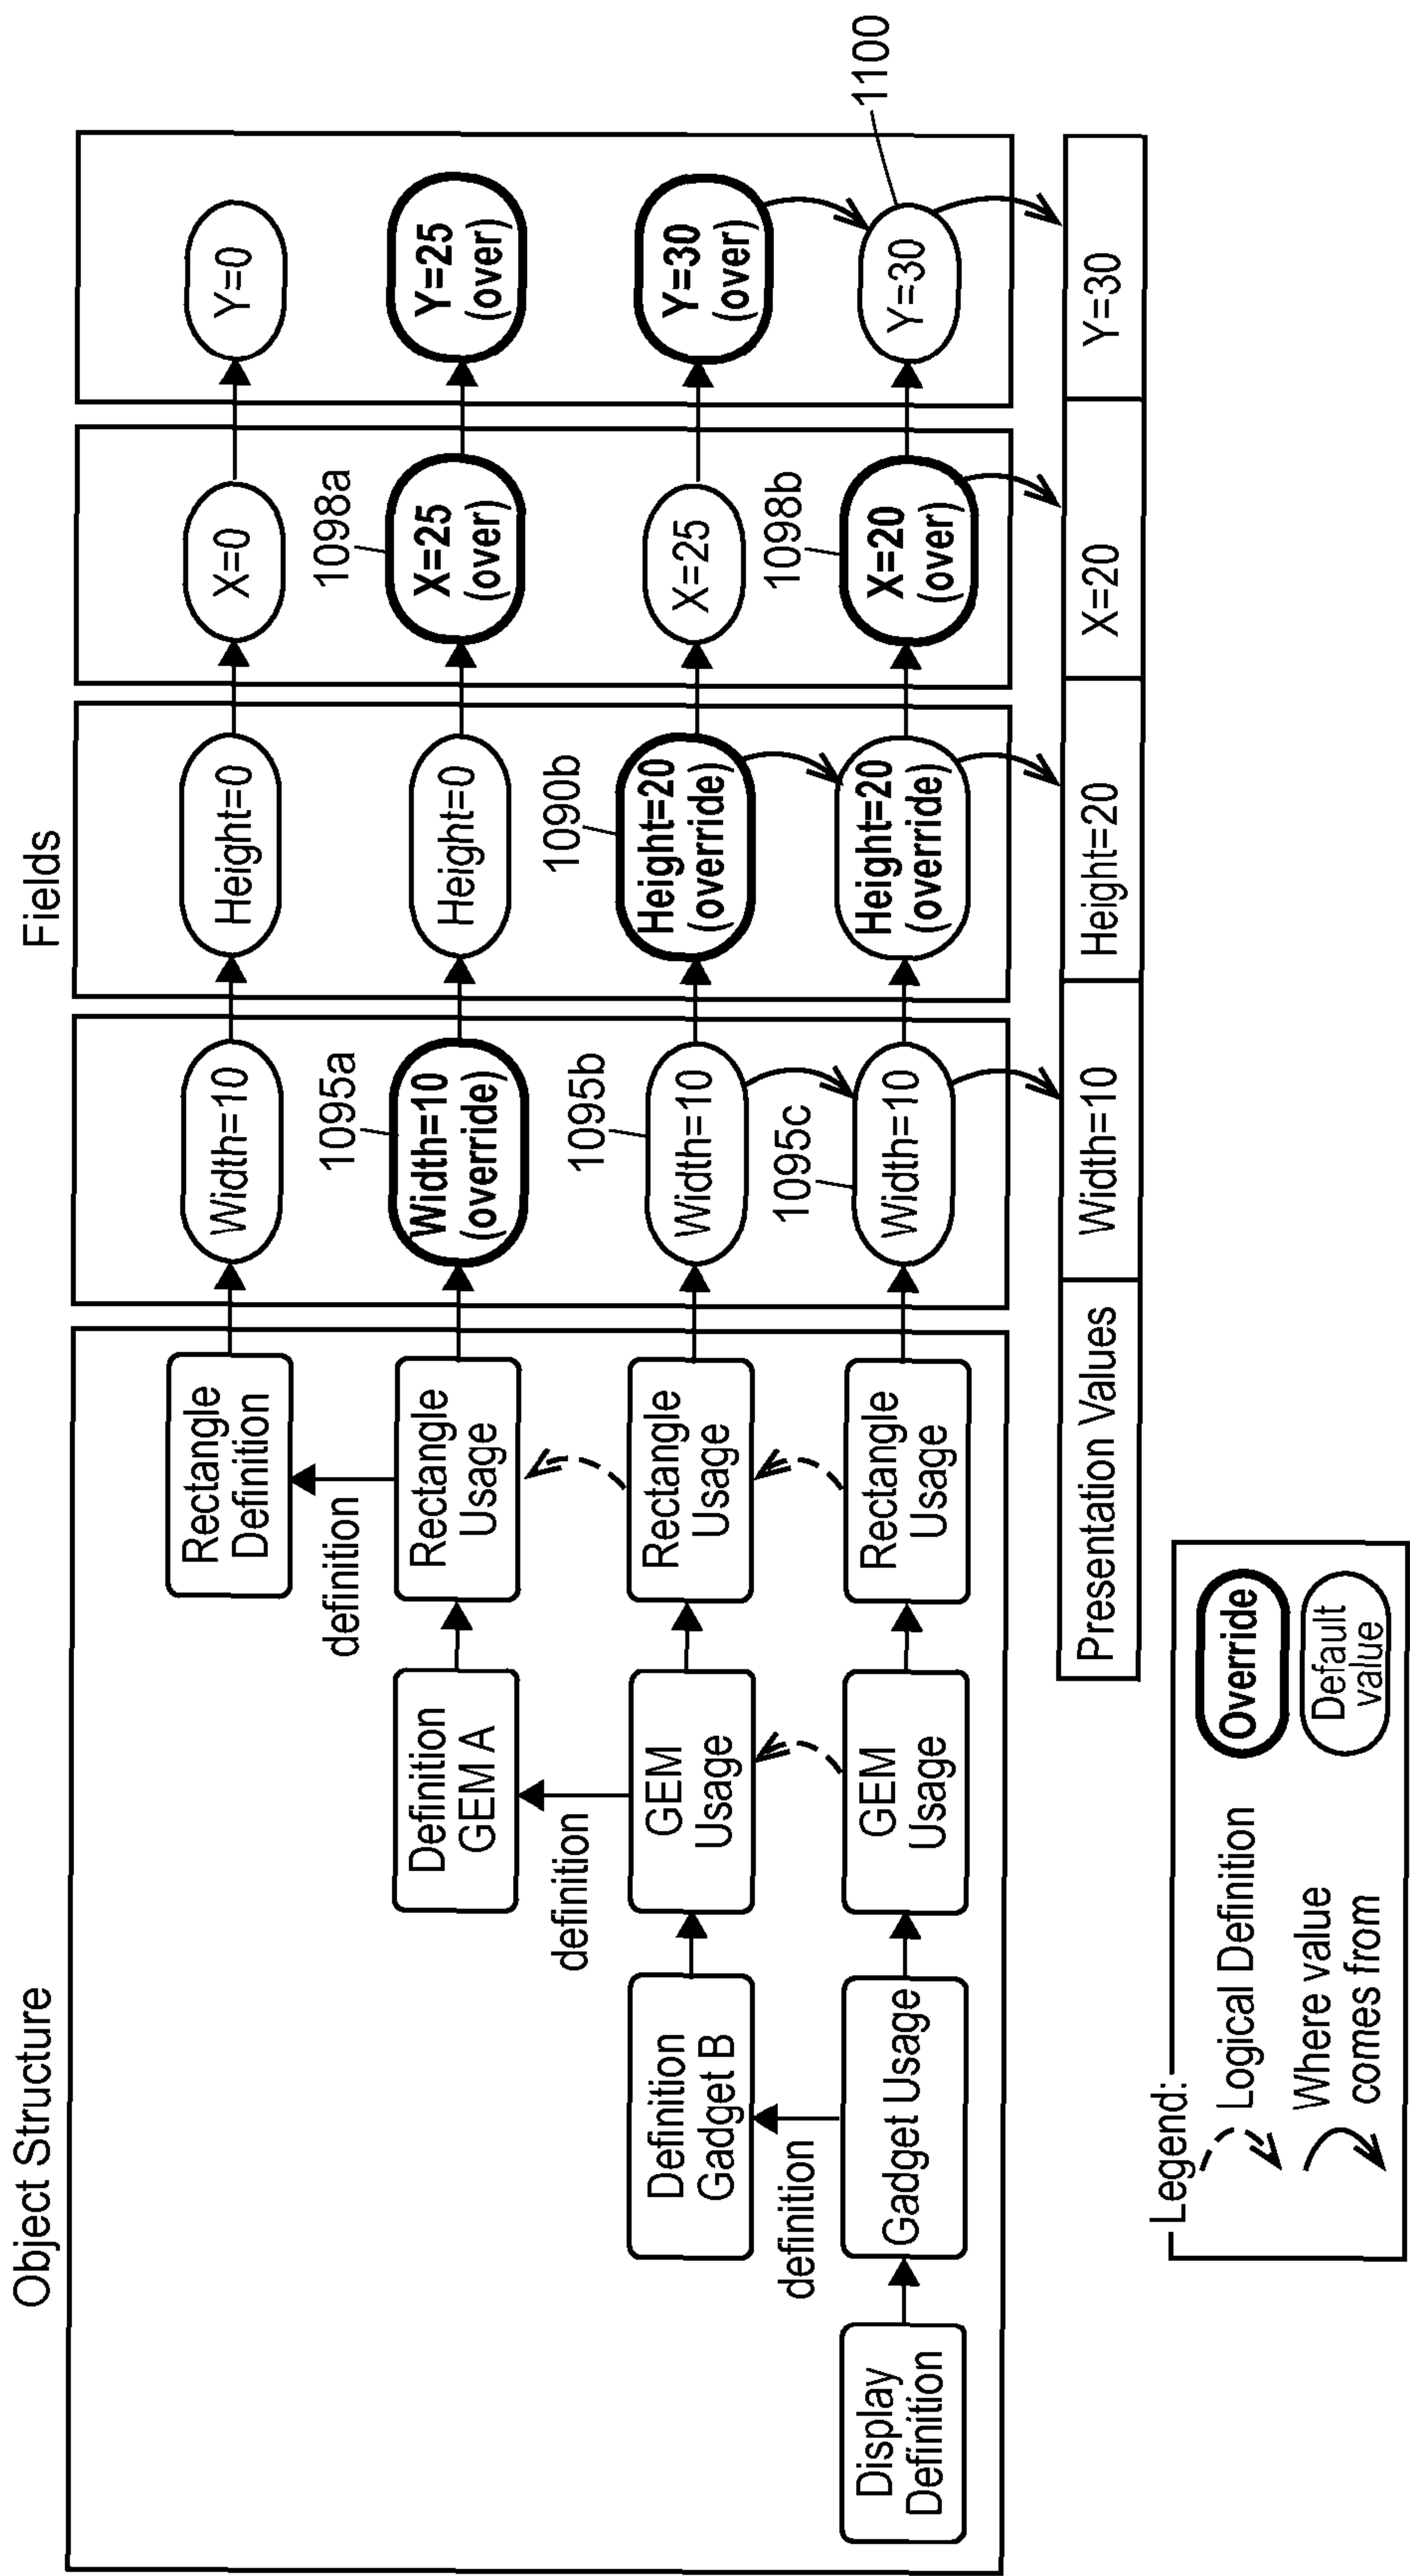 Object Structure
Fields
Rectangle
Definition
Width=10
Height=0
X=0
Y=0
definition
Definition
GEM A
Rectangle
Usage
1095a
Width=10
(override)
Height=0
1098a
X=25
(over)
Y=25
(over)
definition
Definition
Gadget B
GEM
Usage
Rectangle
Usage
1095b
Width=10
1090b
Height=20
(override)
X=25
Y=30
(over)
definition
Display
Definition
Gadget Usage
GEM
Usage
Rectangle
Usage
1095c
Width=10
Height=20
(override)
1098b
X=20
(over)
Y=30
1100
Presentation Values
Width=10
Height=20
X=20
Y=30
Legend:
Logical Definition
Override
Where value
comes from
Default
value